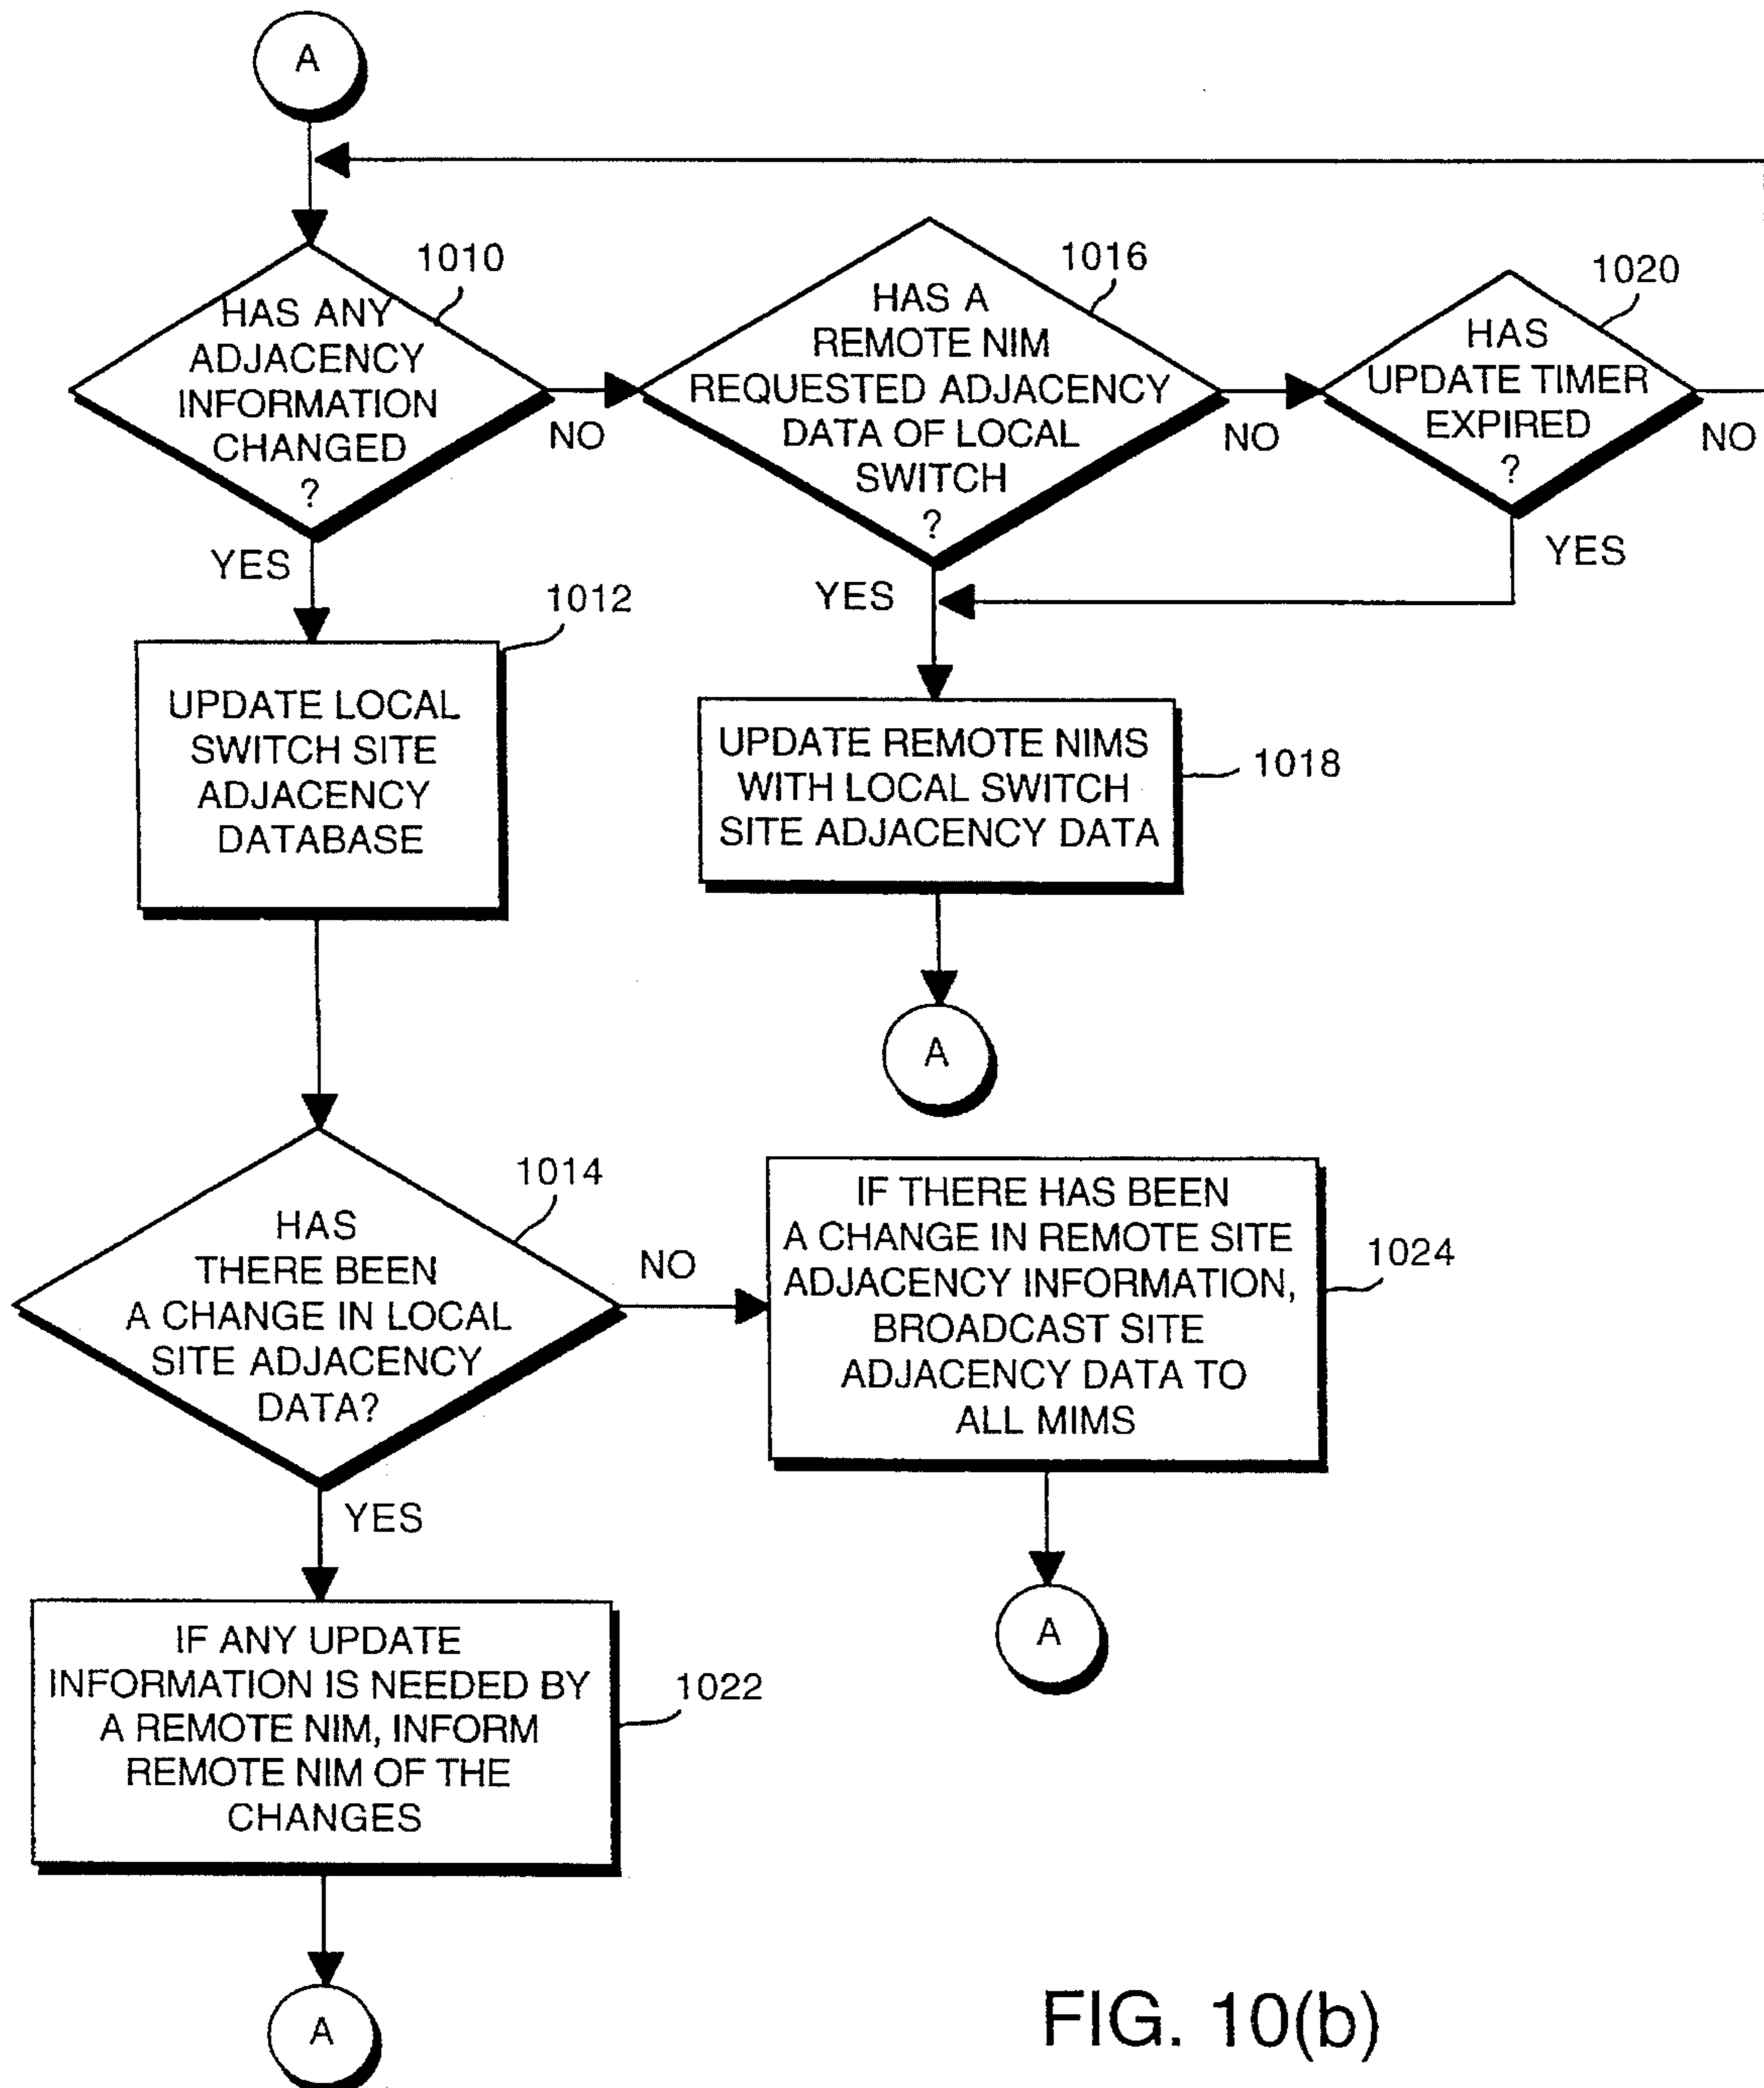 A
1010
HAS ANY
ADJACENCY
INFORMATION
CHANGED
?
NO
YES
1016
HAS A
REMOTE NIM
REQUESTED ADJACENCY
DATA OF LOCAL
SWITCH
?
NO
YES
1020
HAS
UPDATE TIMER
EXPIRED
?
NO
YES
1012
UPDATE LOCAL
SWITCH SITE
ADJACENCY
DATABASE
UPDATE REMOTE NIMS
WITH LOCAL SWITCH
SITE ADJACENCY DATA
1018
A
1014
HAS
THERE BEEN
A CHANGE IN LOCAL
SITE ADJACENCY
DATA?
NO
YES
IF THERE HAS BEEN
A CHANGE IN REMOTE SITE
ADJACENCY INFORMATION,
BROADCAST SITE
ADJACENCY DATA TO
ALL MIMS
1024
A
IF ANY UPDATE
INFORMATION IS NEEDED BY
A REMOTE NIM, INFORM
REMOTE NIM OF THE
CHANGES
1022
A
FIG. 10(b)